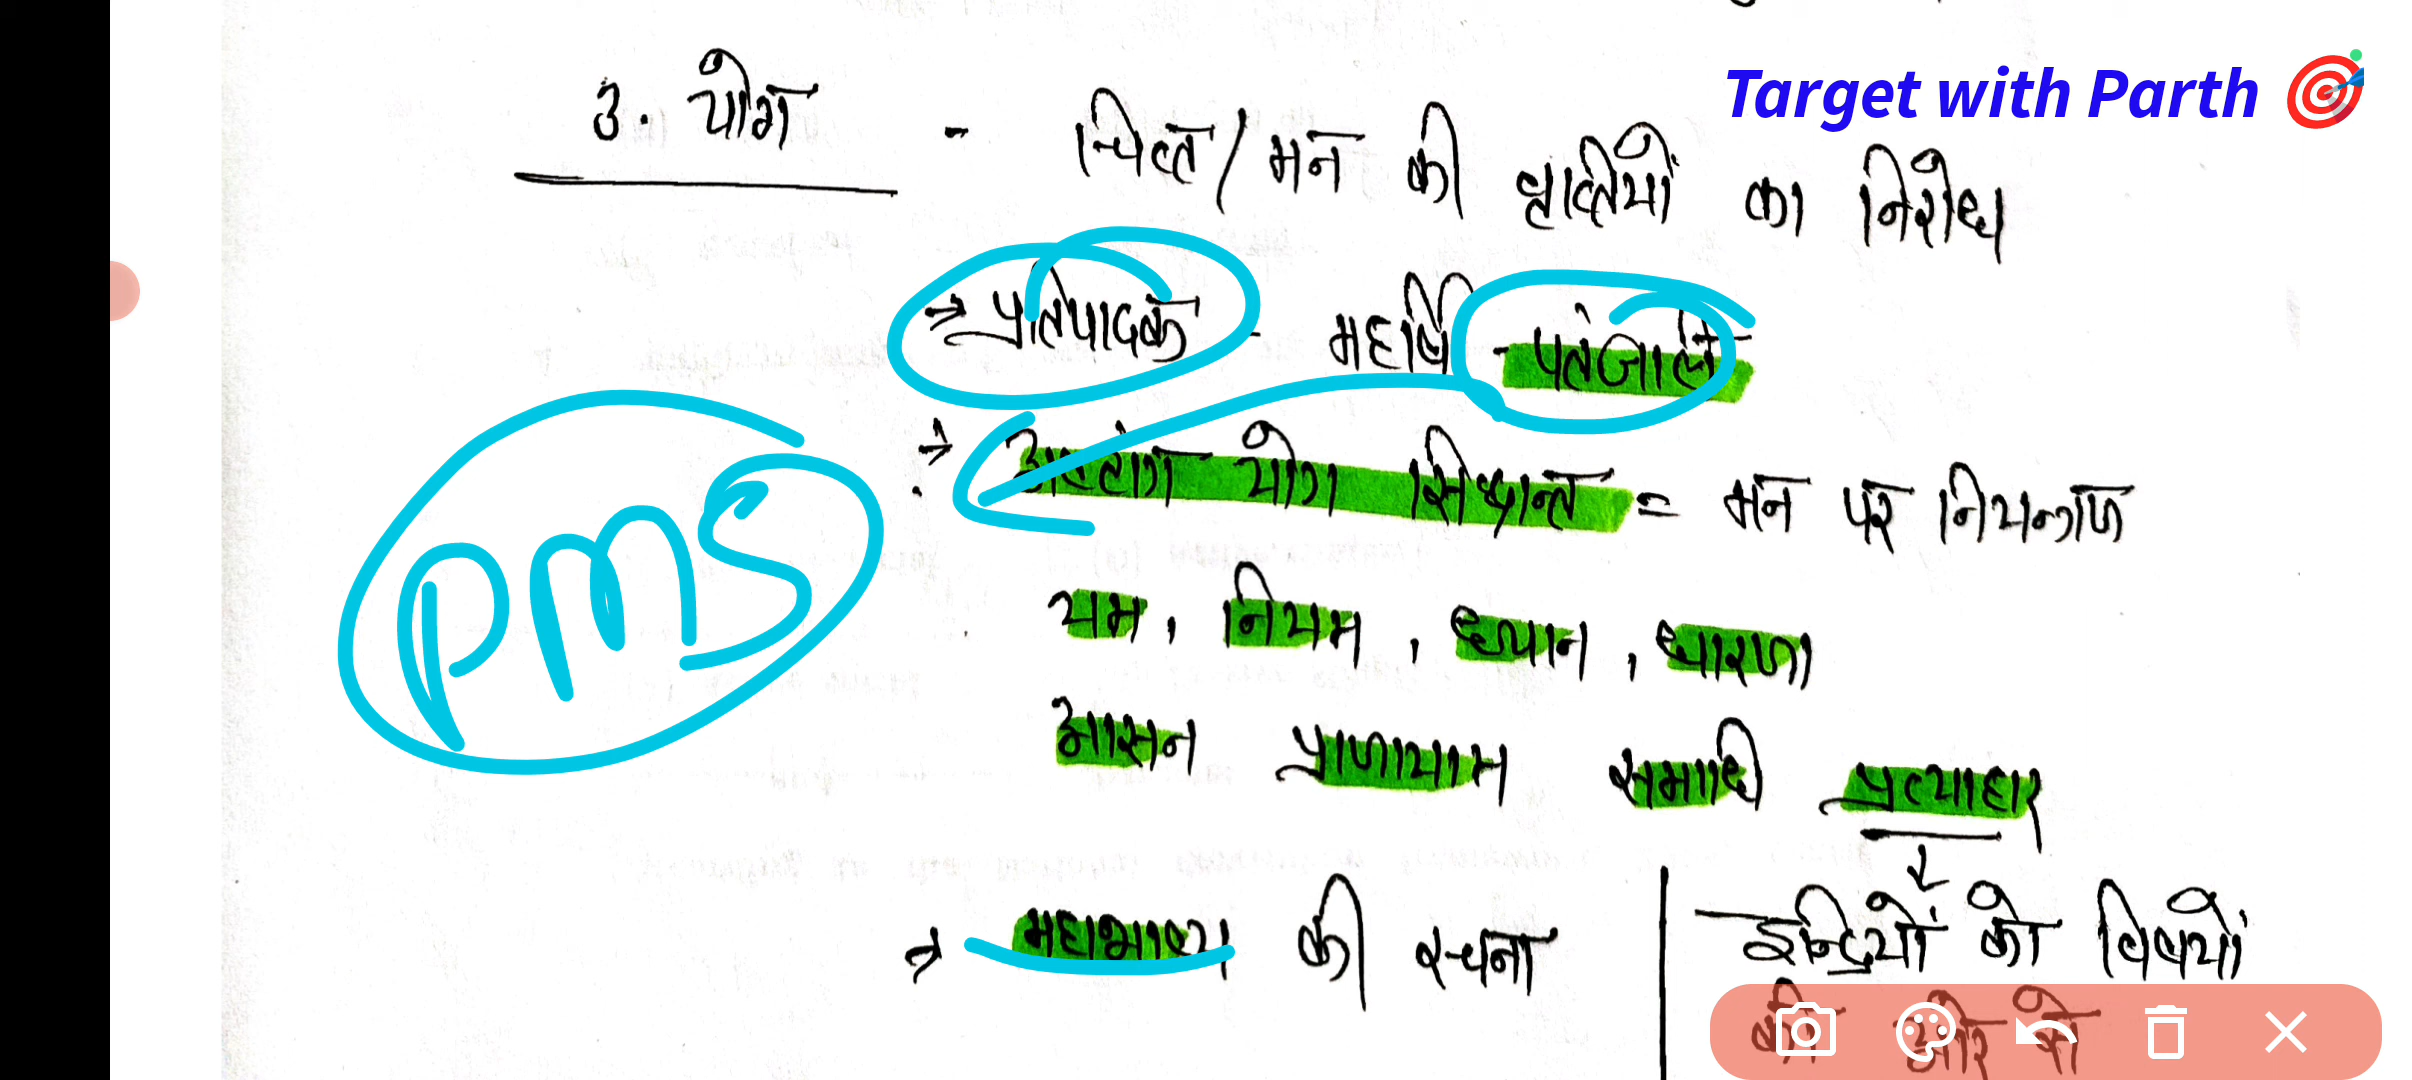 Target with Parth
3. योग - चित्त/मन की वृत्तियों का निरोध
→ प्रतिपादक - महर्षि - पतंजलि
→ अष्टांग योग सिद्धान्त = मन पर नियन्त्रण
यम, नियम, ध्यान, धारणा
आसन प्राणायाम समाधि प्रत्याहार
PMS
→ महाभाष्य की रचना
इन्द्रियों को विषयों
की ओर से